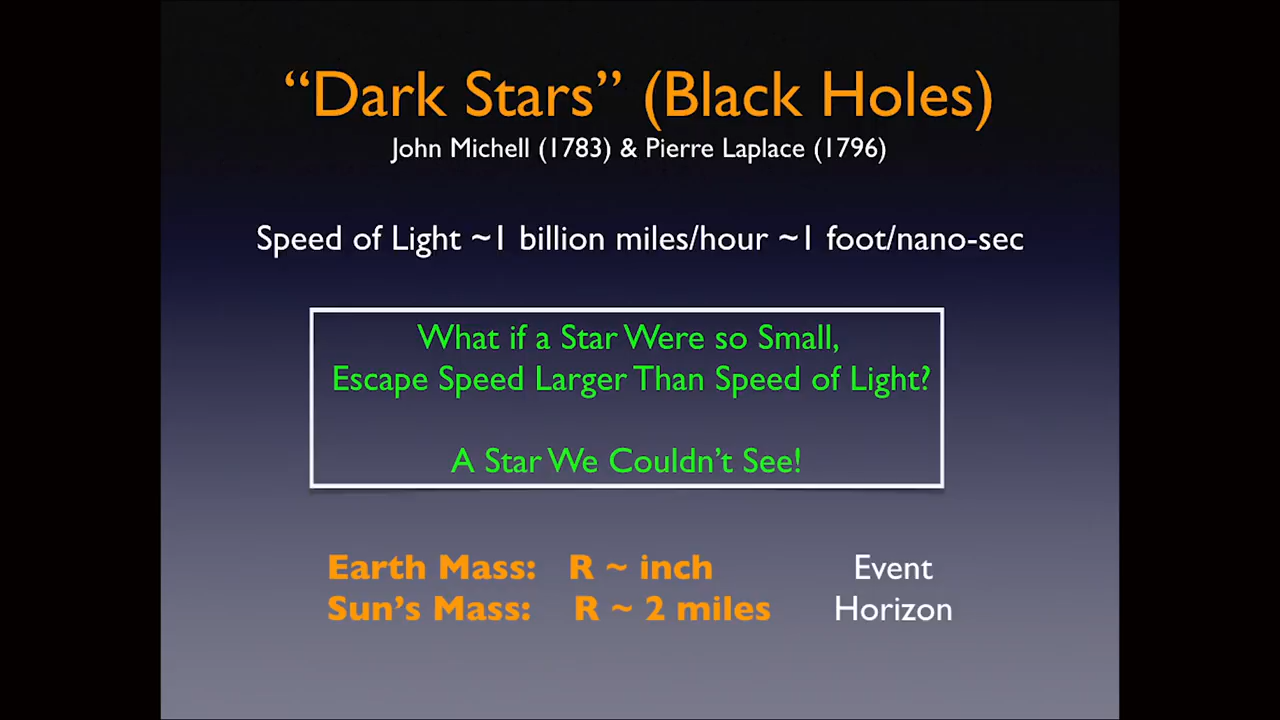 “Dark Stars” (Black Holes)
John Michell (1783) & Pierre Laplace (1796)
Speed of Light ~1 billion miles/hour ~1 foot/nano-sec
What if a Star Were so Small,
Escape Speed Larger Than Speed of Light?
A Star We Couldn’t See!
Earth Mass: R ~ inch
Sun’s Mass: R ~ 2 miles
Event
Horizon